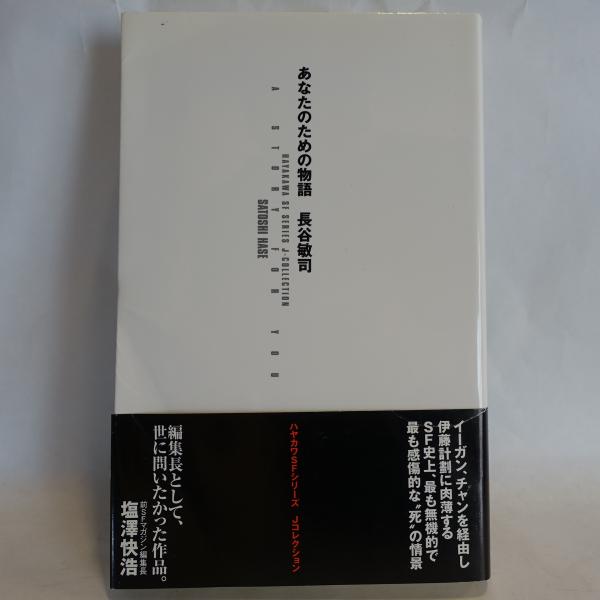 あなたのための物語　長谷敏司
HAYAKAWA SF SERIES J-COLLECTION
SATOSHI HASE
A STORY FOR YOU
イーガン、チャンを経由し
伊藤計劃に肉薄する
SF史上、最も無機的で
最も感傷的な〝死〟の情景
ハヤカワSFシリーズ　Jコレクション
編集長として、
世に問いたかった作品。
前SFマガジン編集長
塩澤快浩